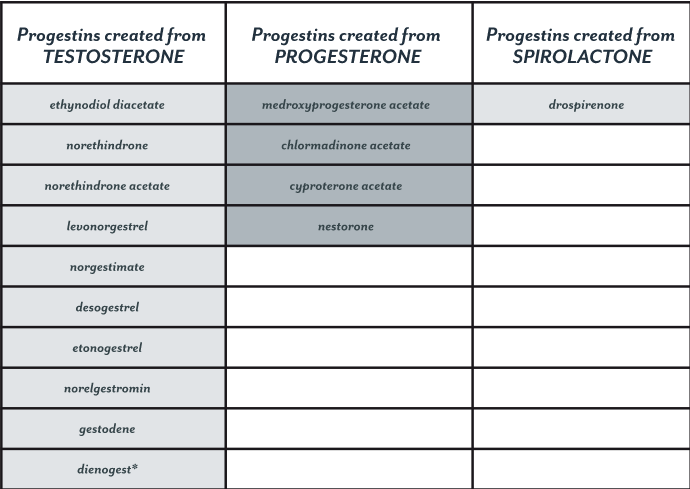 Progestins created from TESTOSTERONE
Progestins created from PROGESTERONE
Progestins created from SPIROLACTONE
ethynodiol diacetate
medroxyprogesterone acetate
drospirenone
norethindrone
chlormadinone acetate
norethindrone acetate
cyproterone acetate
levonorgestrel
nestorone
norgestimate
desogestrel
etonogestrel
norelgestromin
gestodene
dienogest*